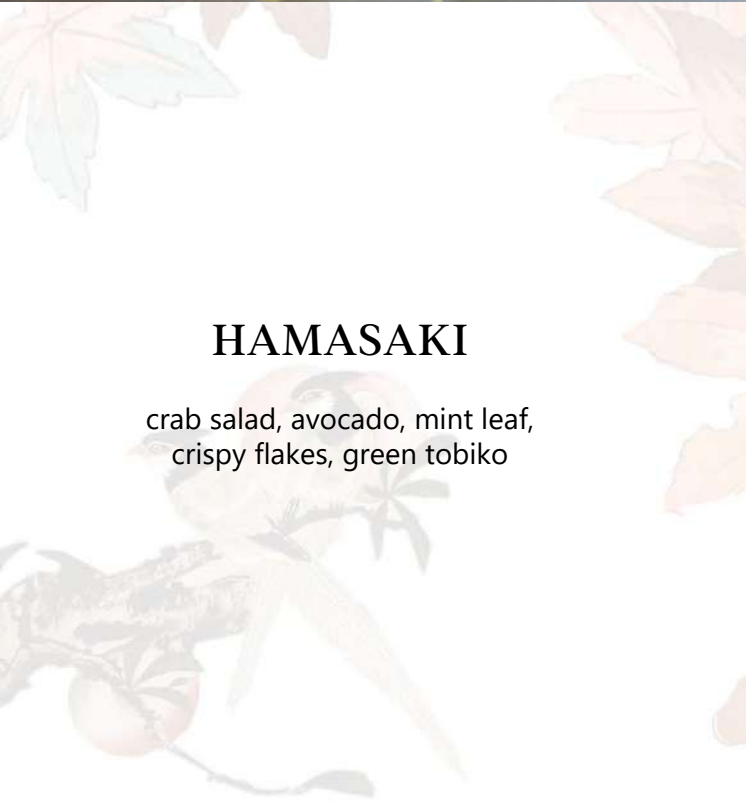 HAMASAKI
crab salad, avocado, mint leaf,
crispy flakes, green tobiko